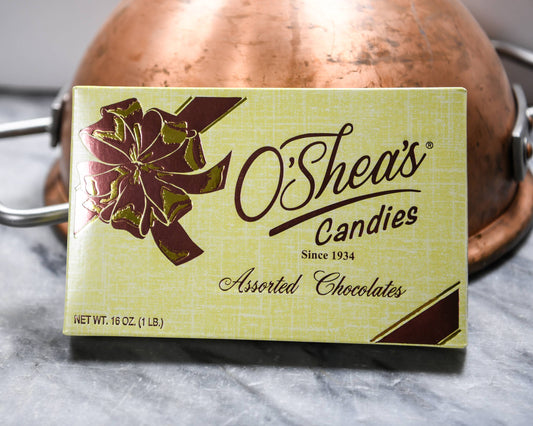 O'Shea's®
Candies
Since 1934
Assorted Chocolates
NET WT. 16 OZ. (1 LB.)